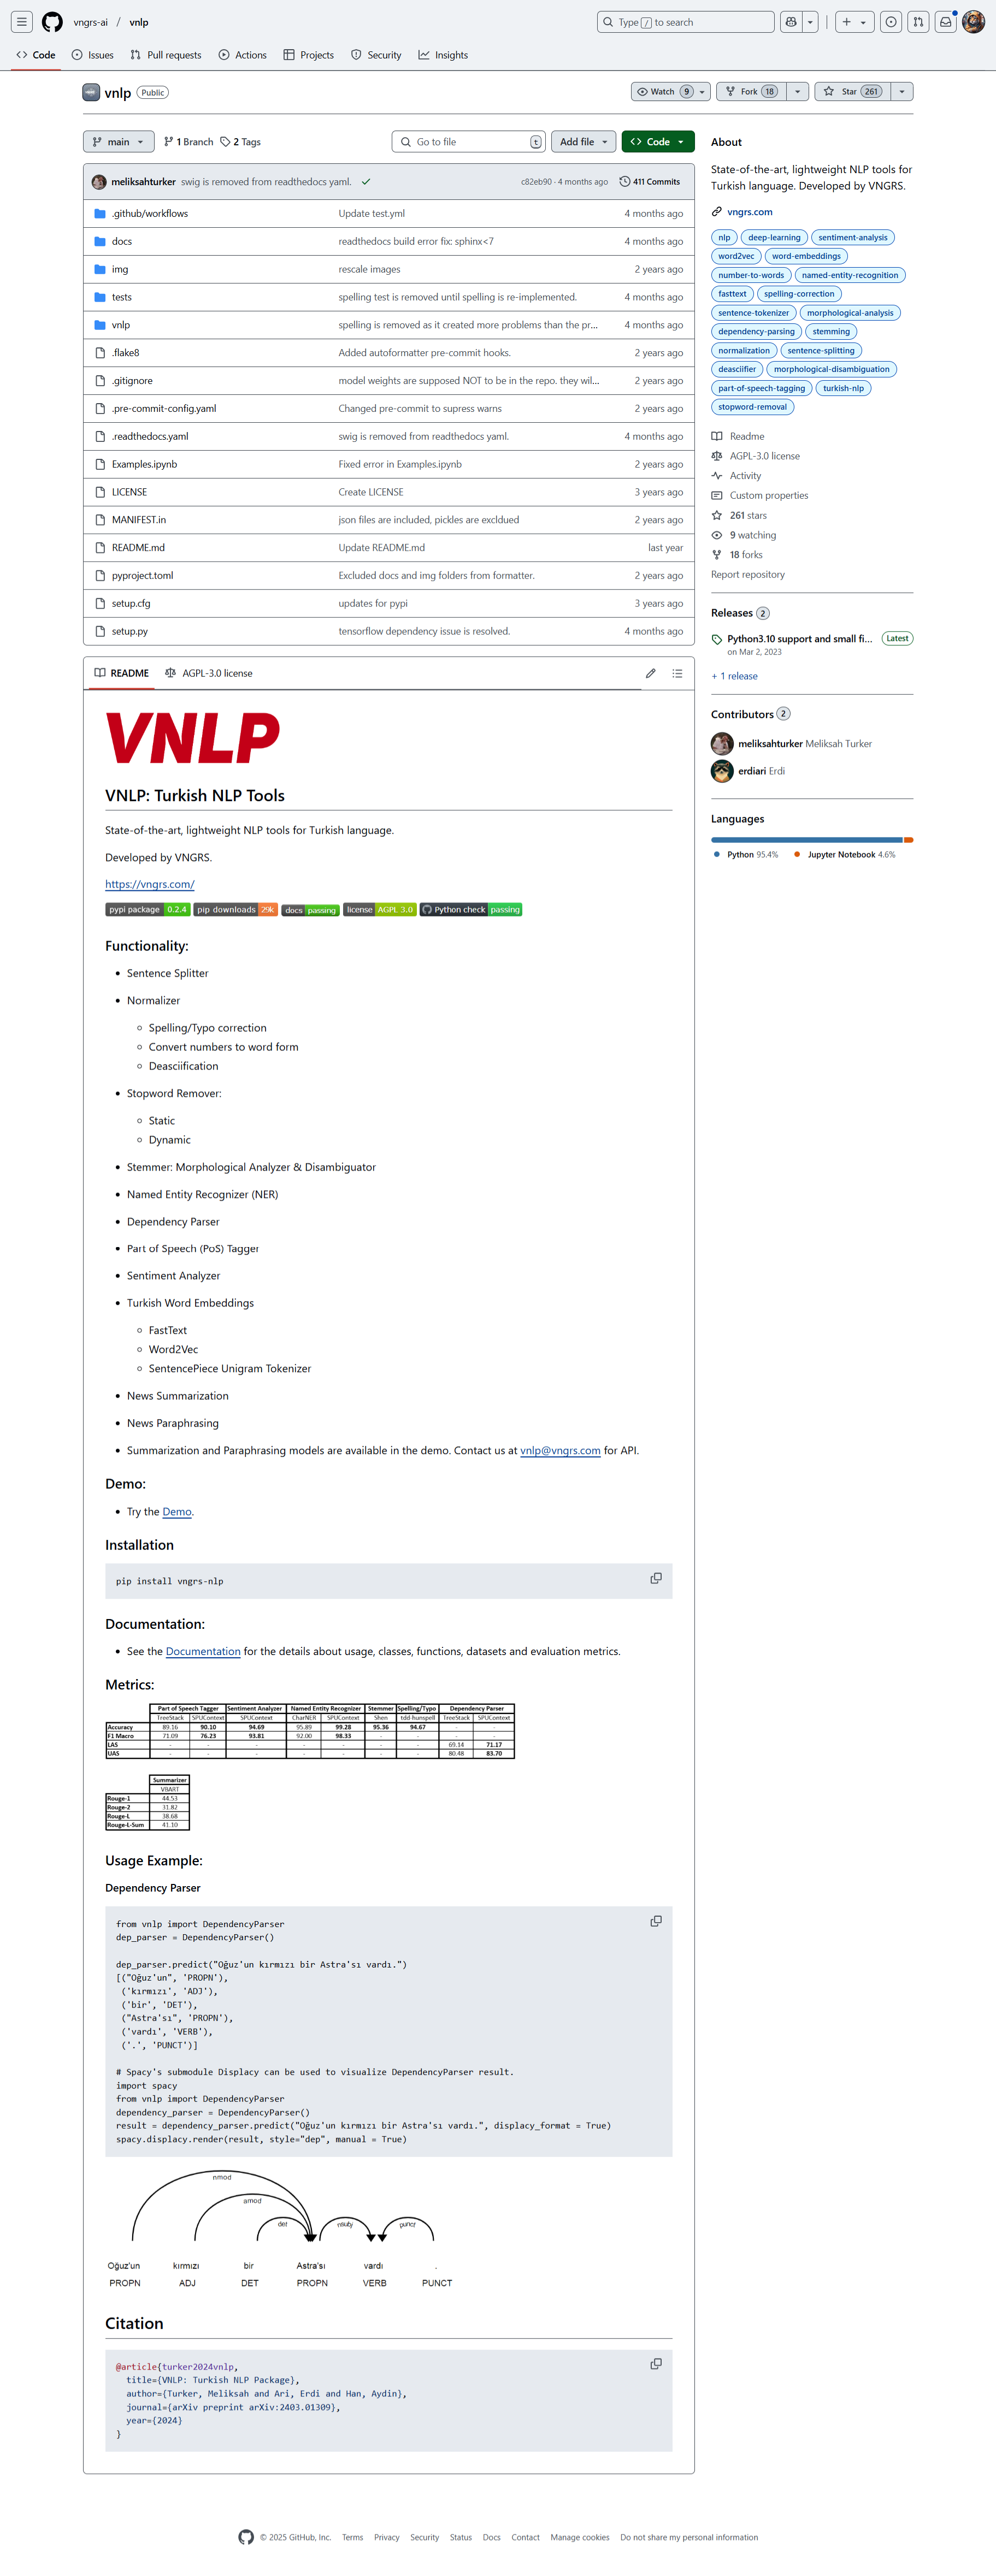 vngrs-ai / vnlp
Type / to search
Code Issues Pull requests Actions Projects Security Insights
vnlp Public
Watch 9 Fork 18 Star 261
main 1 Branch 2 Tags Go to file t Add file Code
meliksahturker swig is removed from readthedocs yaml. c82eb90 · 4 months ago 411 Commits
.github/workflows Update test.yml 4 months ago
docs readthedocs build error fix: sphinx<7 4 months ago
img rescale images 2 years ago
tests spelling test is removed until spelling is re-implemented. 4 months ago
vnlp spelling is removed as it created more problems than the pr... 4 months ago
.flake8 Added autoformatter pre-commit hooks. 2 years ago
.gitignore model weights are supposed NOT to be in the repo. they wil... 2 years ago
.pre-commit-config.yaml Changed pre-commit to supress warns 2 years ago
.readthedocs.yaml swig is removed from readthedocs yaml. 4 months ago
Examples.ipynb Fixed error in Examples.ipynb 2 years ago
LICENSE Create LICENSE 3 years ago
MANIFEST.in json files are included, pickles are excldued 2 years ago
README.md Update README.md last year
pyproject.toml Excluded docs and img folders from formatter. 2 years ago
setup.cfg updates for pypi 3 years ago
setup.py tensorflow dependency issue is resolved. 4 months ago
README AGPL-3.0 license
VNLP
VNLP: Turkish NLP Tools
State-of-the-art, lightweight NLP tools for Turkish language.
Developed by VNGRS.
https://vngrs.com/
pypi package 0.2.4 pip downloads 29k docs passing license AGPL 3.0 Python check passing
Functionality:
• Sentence Splitter
• Normalizer
◦ Spelling/Typo correction
◦ Convert numbers to word form
◦ Deasciification
• Stopword Remover:
◦ Static
◦ Dynamic
• Stemmer: Morphological Analyzer & Disambiguator
• Named Entity Recognizer (NER)
• Dependency Parser
• Part of Speech (PoS) Tagger
• Sentiment Analyzer
• Turkish Word Embeddings
◦ FastText
◦ Word2Vec
◦ SentencePiece Unigram Tokenizer
• News Summarization
• News Paraphrasing
• Summarization and Paraphrasing models are available in the demo. Contact us at vnlp@vngrs.com for API.
Demo:
• Try the Demo.
Installation
pip install vngrs-nlp
Documentation:
• See the Documentation for the details about usage, classes, functions, datasets and evaluation metrics.
Metrics:
Part of Speech Tagger Sentiment Analyzer Named Entity Recognizer Stemmer Spelling/Typo Dependency Parser
TreeStack SPUContext SPUContext CharNER SPUContext Shen tdd-hunspell TreeStack SPUContext
Accuracy 89.16 90.10 94.69 95.89 99.28 95.36 94.67 - -
F1 Macro 71.09 76.23 93.81 92.00 98.33 - - - -
LAS - - - - - - - 69.14 71.17
UAS - - - - - - - 80.48 83.70
Summarizer
VBART
Rouge-1 44.53
Rouge-2 31.82
Rouge-L 38.68
Rouge-L-Sum 41.10
Usage Example:
Dependency Parser
from vnlp import DependencyParser
dep_parser = DependencyParser()
dep_parser.predict("Oğuz'un kırmızı bir Astra'sı vardı.")
[("Oğuz'un", 'PROPN'),
('kırmızı', 'ADJ'),
('bir', 'DET'),
("Astra'sı", 'PROPN'),
('vardı', 'VERB'),
('.', 'PUNCT')]
# Spacy's submodule Displacy can be used to visualize DependencyParser result.
import spacy
from vnlp import DependencyParser
dependency_parser = DependencyParser()
result = dependency_parser.predict("Oğuz'un kırmızı bir Astra'sı vardı.", displacy_format = True)
spacy.displacy.render(result, style="dep", manual = True)
nmod
amod
det nsubj punct
Oğuz'un kırmızı bir Astra'sı vardı .
PROPN ADJ DET PROPN VERB PUNCT
Citation
@article{turker2024vnlp,
title={VNLP: Turkish NLP Package},
author={Turker, Meliksah and Ari, Erdi and Han, Aydin},
journal={arXiv preprint arXiv:2403.01309},
year={2024}
}
About
State-of-the-art, lightweight NLP tools for
Turkish language. Developed by VNGRS.
vngrs.com
nlp deep-learning sentiment-analysis
word2vec word-embeddings
number-to-words named-entity-recognition
fasttext spelling-correction
sentence-tokenizer morphological-analysis
dependency-parsing stemming
normalization sentence-splitting
deasciifier morphological-disambiguation
part-of-speech-tagging turkish-nlp
stopword-removal
Readme
AGPL-3.0 license
Activity
Custom properties
261 stars
9 watching
18 forks
Report repository
Releases 2
Python3.10 support and small fi... Latest
on Mar 2, 2023
+ 1 release
Contributors 2
meliksahturker Meliksah Turker
erdiari Erdi
Languages
Python 95.4% Jupyter Notebook 4.6%
© 2025 GitHub, Inc. Terms Privacy Security Status Docs Contact Manage cookies Do not share my personal information